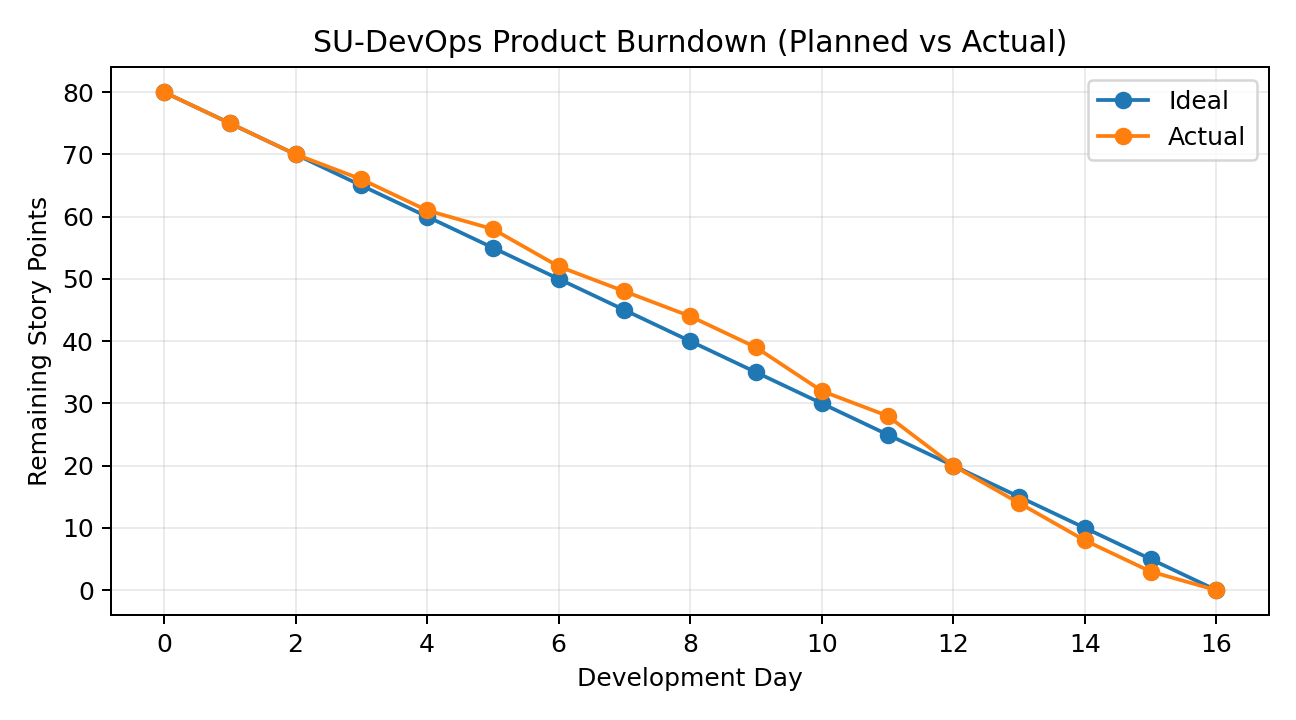 SU-DevOps Product Burndown (Planned vs Actual)
Ideal
Actual
Remaining Story Points
80
70
60
50
40
30
20
10
0
0 2 4 6 8 10 12 14 16
Development Day